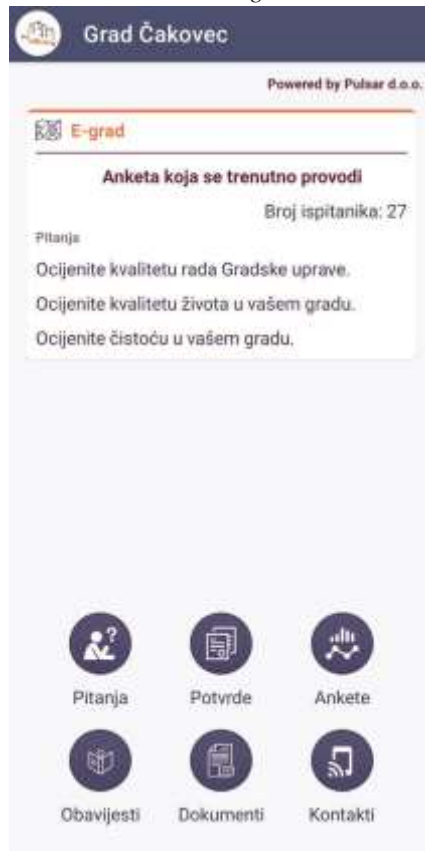 Grad Čakovec
Powered by Pulsar d.o.o.
E-grad
Anketa koja se trenutno provodi
Broj ispitanika: 27
Pitanja
Ocijenite kvalitetu rada Gradske uprave.
Ocijenite kvalitetu života u vašem gradu.
Ocijenite čistoću u vašem gradu.
Pitanja Potvrde Ankete
Obavijesti Dokumenti Kontakti